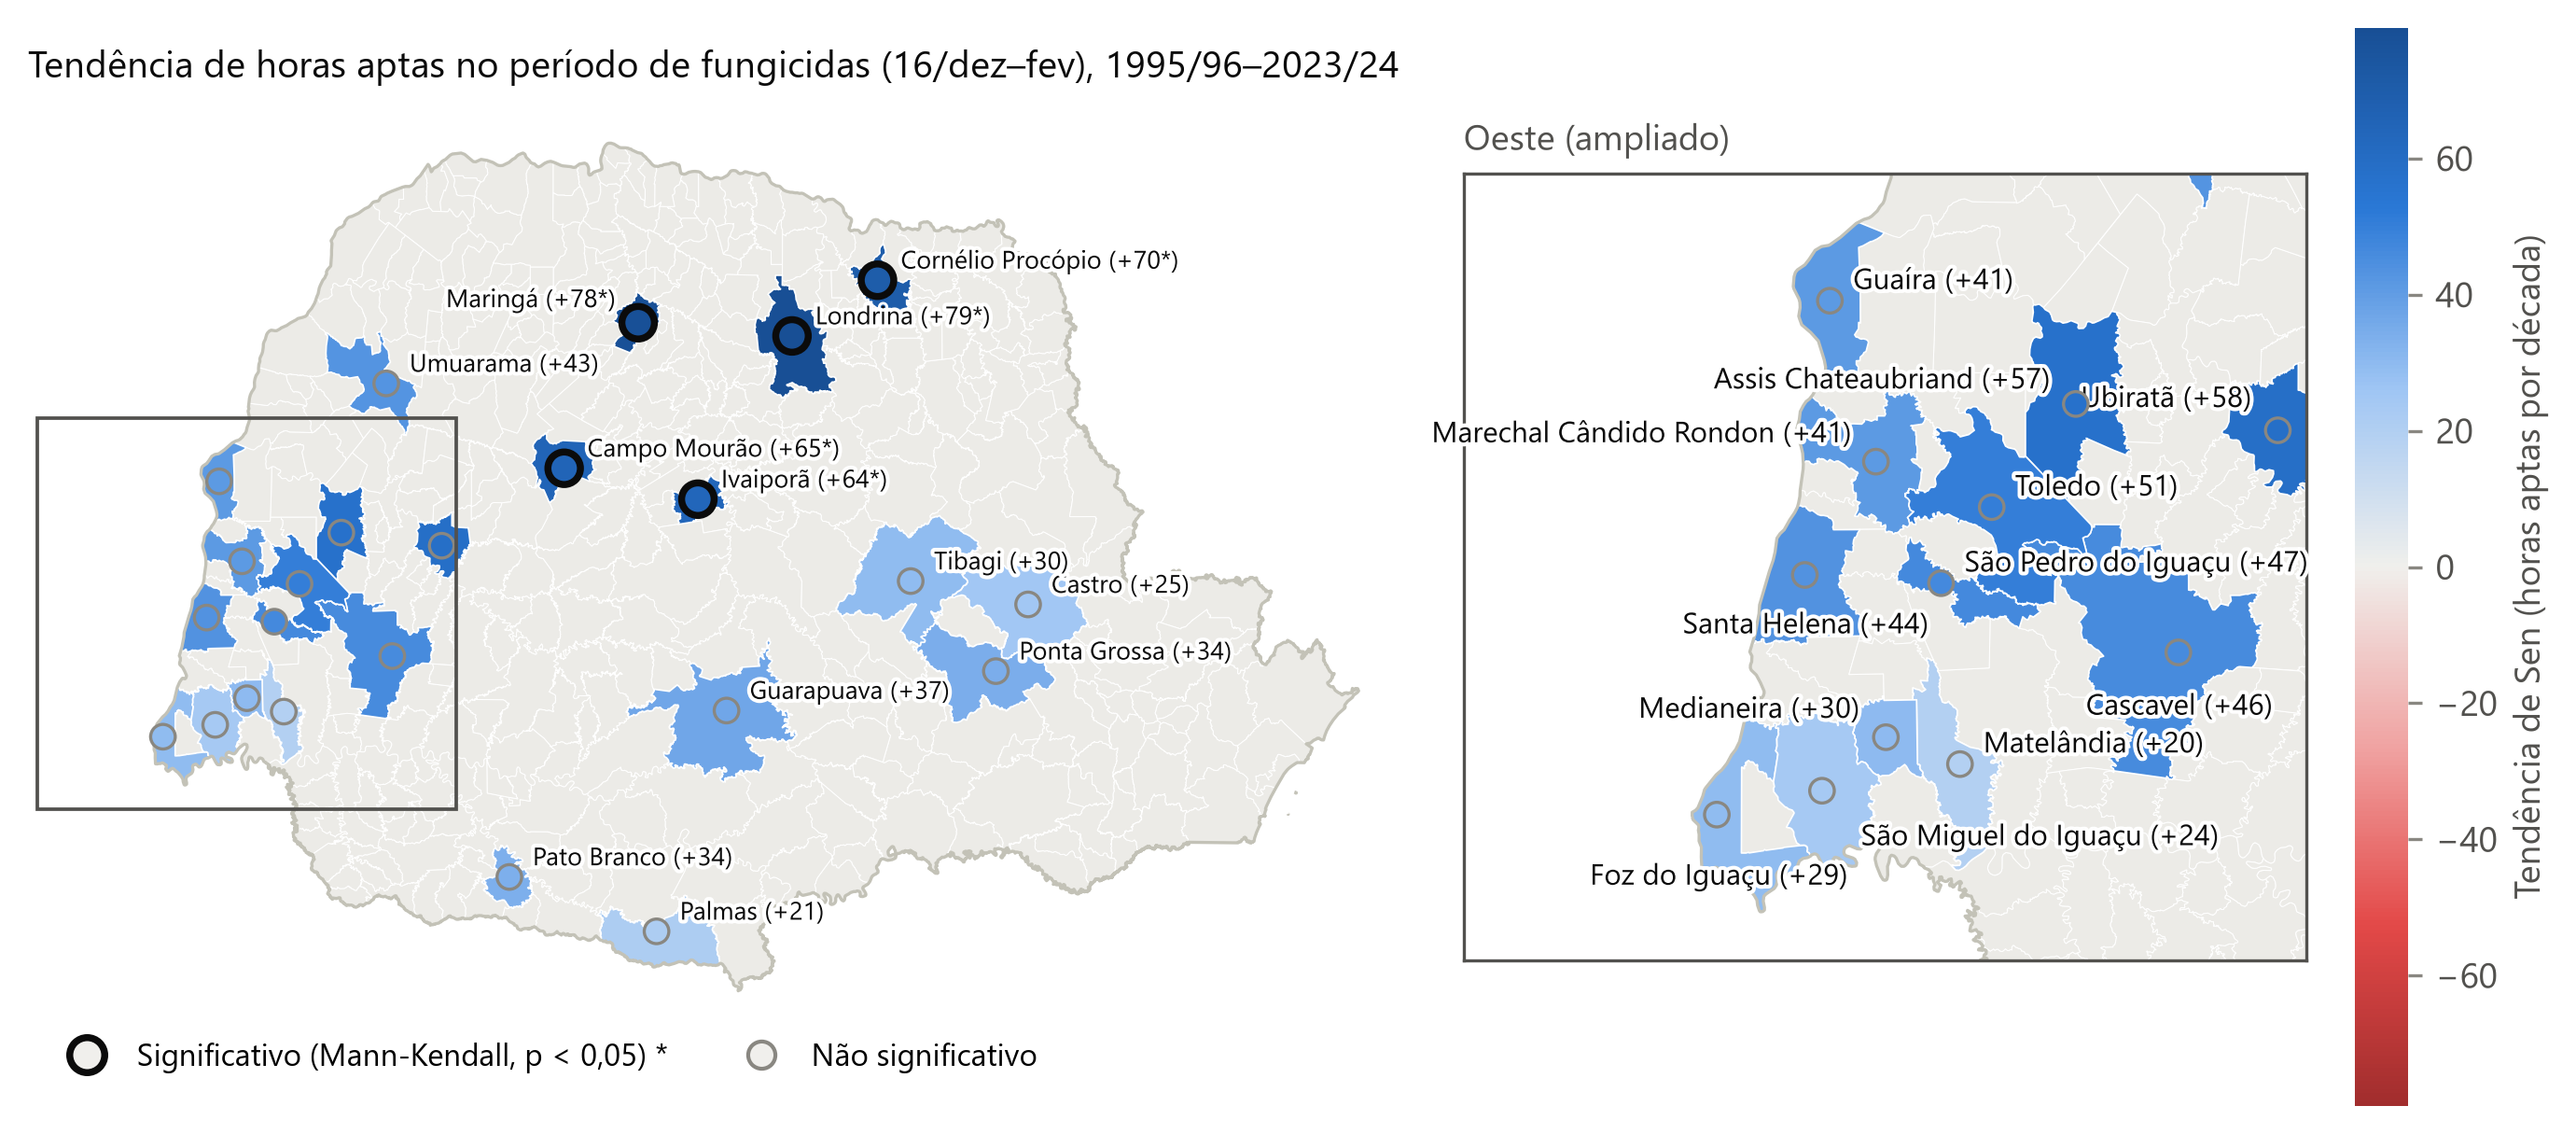 Tendência de horas aptas no período de fungicidas (16/dez–fev), 1995/96–2023/24
Cornélio Procópio (+70*)
Maringá (+78*)
Londrina (+79*)
Umuarama (+43)
Campo Mourão (+65*)
Ivaiporã (+64*)
Tibagi (+30)
Castro (+25)
Ponta Grossa (+34)
Guarapuava (+37)
Pato Branco (+34)
Palmas (+21)
Significativo (Mann-Kendall, p < 0,05) *
Não significativo
Oeste (ampliado)
Guaíra (+41)
Assis Chateaubriand (+57)
Ubiratã (+58)
Marechal Cândido Rondon (+41)
Toledo (+51)
São Pedro do Iguaçu (+47)
Santa Helena (+44)
Cascavel (+46)
Medianeira (+30)
Matelândia (+20)
São Miguel do Iguaçu (+24)
Foz do Iguaçu (+29)
60
40
20
0
−20
−40
−60
Tendência de Sen (horas aptas por década)